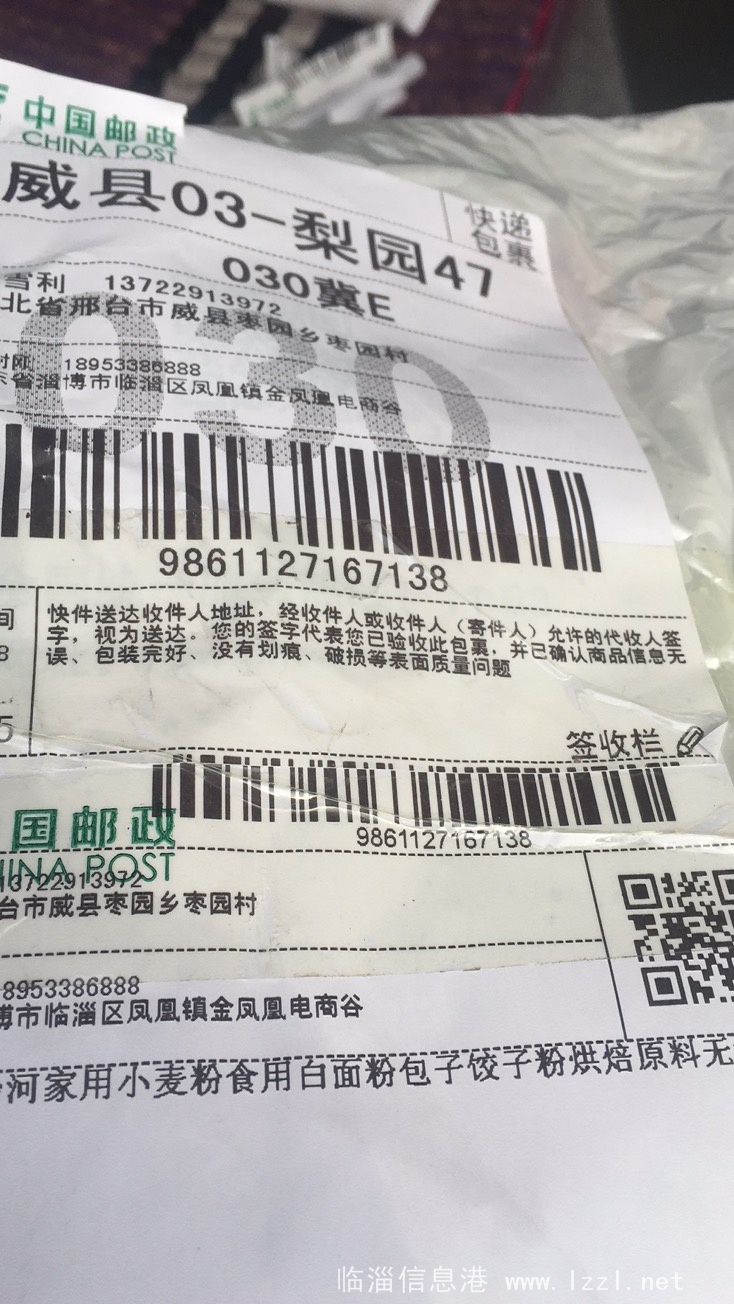 中国邮政
CHINA POST
威县03-梨园47
快递
包裹
030冀E
雪利 13722913972
北省邢台市威县枣园乡枣园村
030
18953386888
省淄博市临淄区凤凰镇金凤凰电商谷
9861127167138
间
8
5
快件送达收件人地址，经收件人或收件人（寄件人）允许的代收人签
字，视为送达。您的签字代表您已验收此包裹，并已确认商品信息无
误、包装完好、没有划痕、破损等表面质量问题
签收栏
9861127167138
国邮政
CHINA POST
13722913972
台市威县枣园乡枣园村
8953386888
博市临淄区凤凰镇金凤凰电商谷
河家用小麦粉食用白面粉包子饺子粉烘焙原料无
临淄信息港 www.lzzl.net